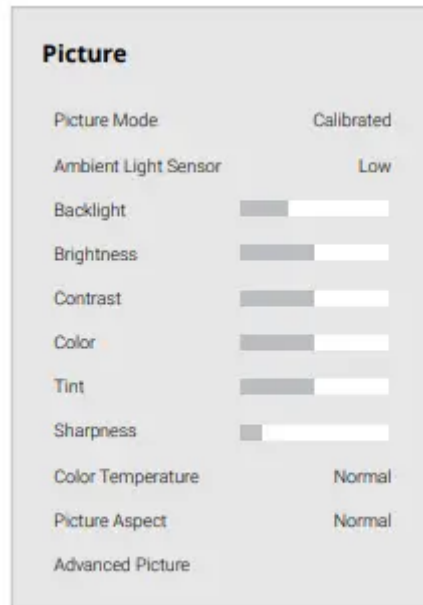 Picture
Picture Mode Calibrated
Ambient Light Sensor Low
Backlight
Brightness
Contrast
Color
Tint
Sharpness
Color Temperature Normal
Picture Aspect Normal
Advanced Picture